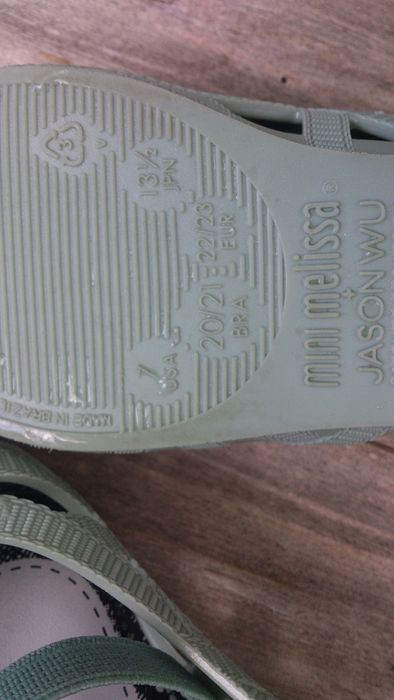 3
V
13 1/2
JPN
22/23
EUR
20/21
BRA
7
USA
MADE IN BRAZIL
mini melissa®
+
JASON WU